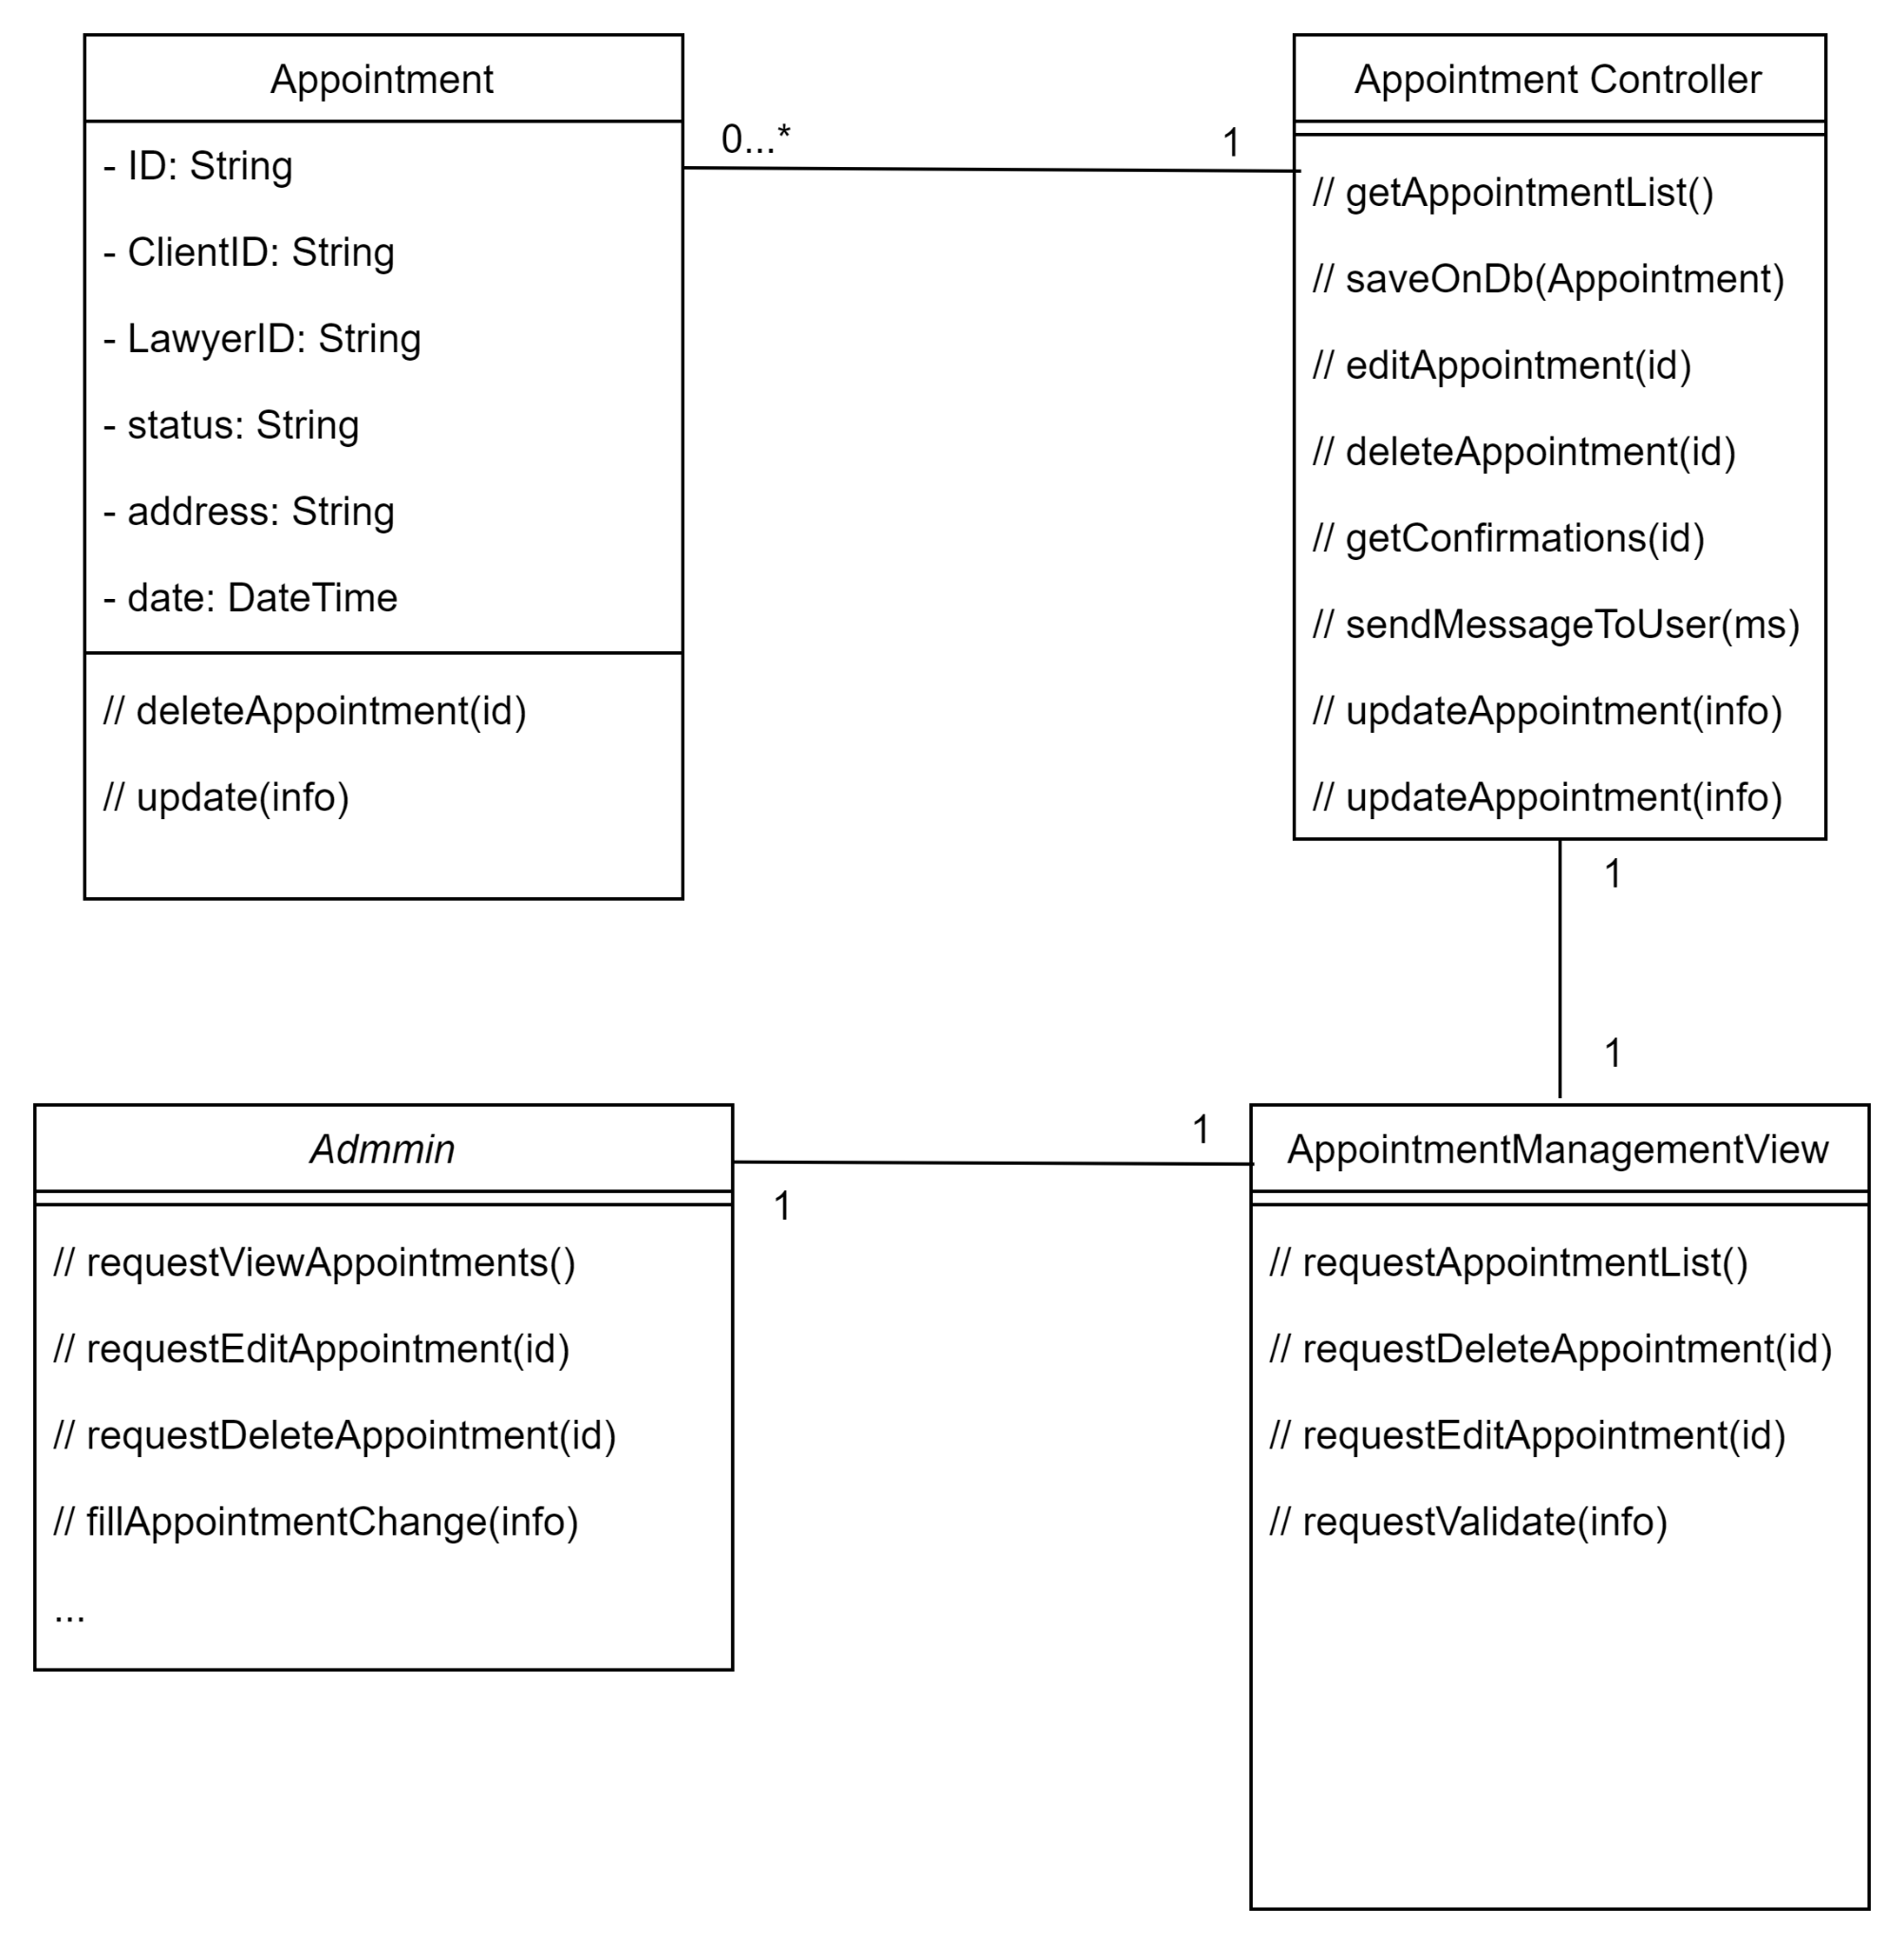 Appointment
- ID: String
- ClientID: String
- LawyerID: String
- status: String
- address: String
- date: DateTime
// deleteAppointment(id)
// update(info)
0...*
1
Appointment Controller
// getAppointmentList()
// saveOnDb(Appointment)
// editAppointment(id)
// deleteAppointment(id)
// getConfirmations(id)
// sendMessageToUser(ms)
// updateAppointment(info)
// updateAppointment(info)
1
1
Admmin
// requestViewAppointments()
// requestEditAppointment(id)
// requestDeleteAppointment(id)
// fillAppointmentChange(info)
...
1
1
AppointmentManagementView
// requestAppointmentList()
// requestDeleteAppointment(id)
// requestEditAppointment(id)
// requestValidate(info)